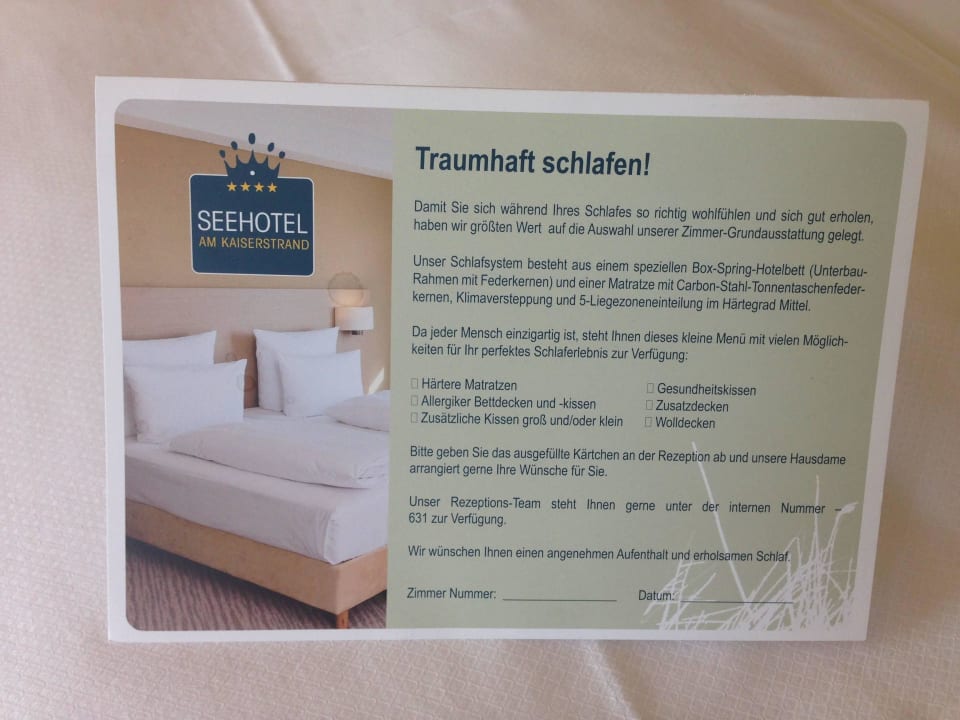 SEEHOTEL
AM KAISERSTRAND
Traumhaft schlafen!
Damit Sie sich während Ihres Schlafes so richtig wohlfühlen und sich gut erholen,
haben wir größten Wert auf die Auswahl unserer Zimmer-Grundausstattung gelegt.
Unser Schlafsystem besteht aus einem speziellen Box-Spring-Hotelbett (Unterbau-
Rahmen mit Federkernen) und einer Matratze mit Carbon-Stahl-Tonnentaschenfeder-
kernen, Klimaversteppung und 5-Liegezoneneinteilung im Härtegrad Mittel.
Da jeder Mensch einzigartig ist, steht Ihnen dieses kleine Menü mit vielen Möglich-
keiten für Ihr perfektes Schlaferlebnis zur Verfügung:
☐ Härtere Matratzen
☐ Allergiker Bettdecken und -kissen
☐ Zusätzliche Kissen groß und/oder klein
☐ Gesundheitskissen
☐ Zusatzdecken
☐ Wolldecken
Bitte geben Sie das ausgefüllte Kärtchen an der Rezeption ab und unsere Hausdame
arrangiert gerne Ihre Wünsche für Sie.
Unser Rezeptions-Team steht Ihnen gerne unter der internen Nummer –
631 zur Verfügung.
Wir wünschen Ihnen einen angenehmen Aufenthalt und erholsamen Schlaf.
Zimmer Nummer: ________________ Datum: ________________